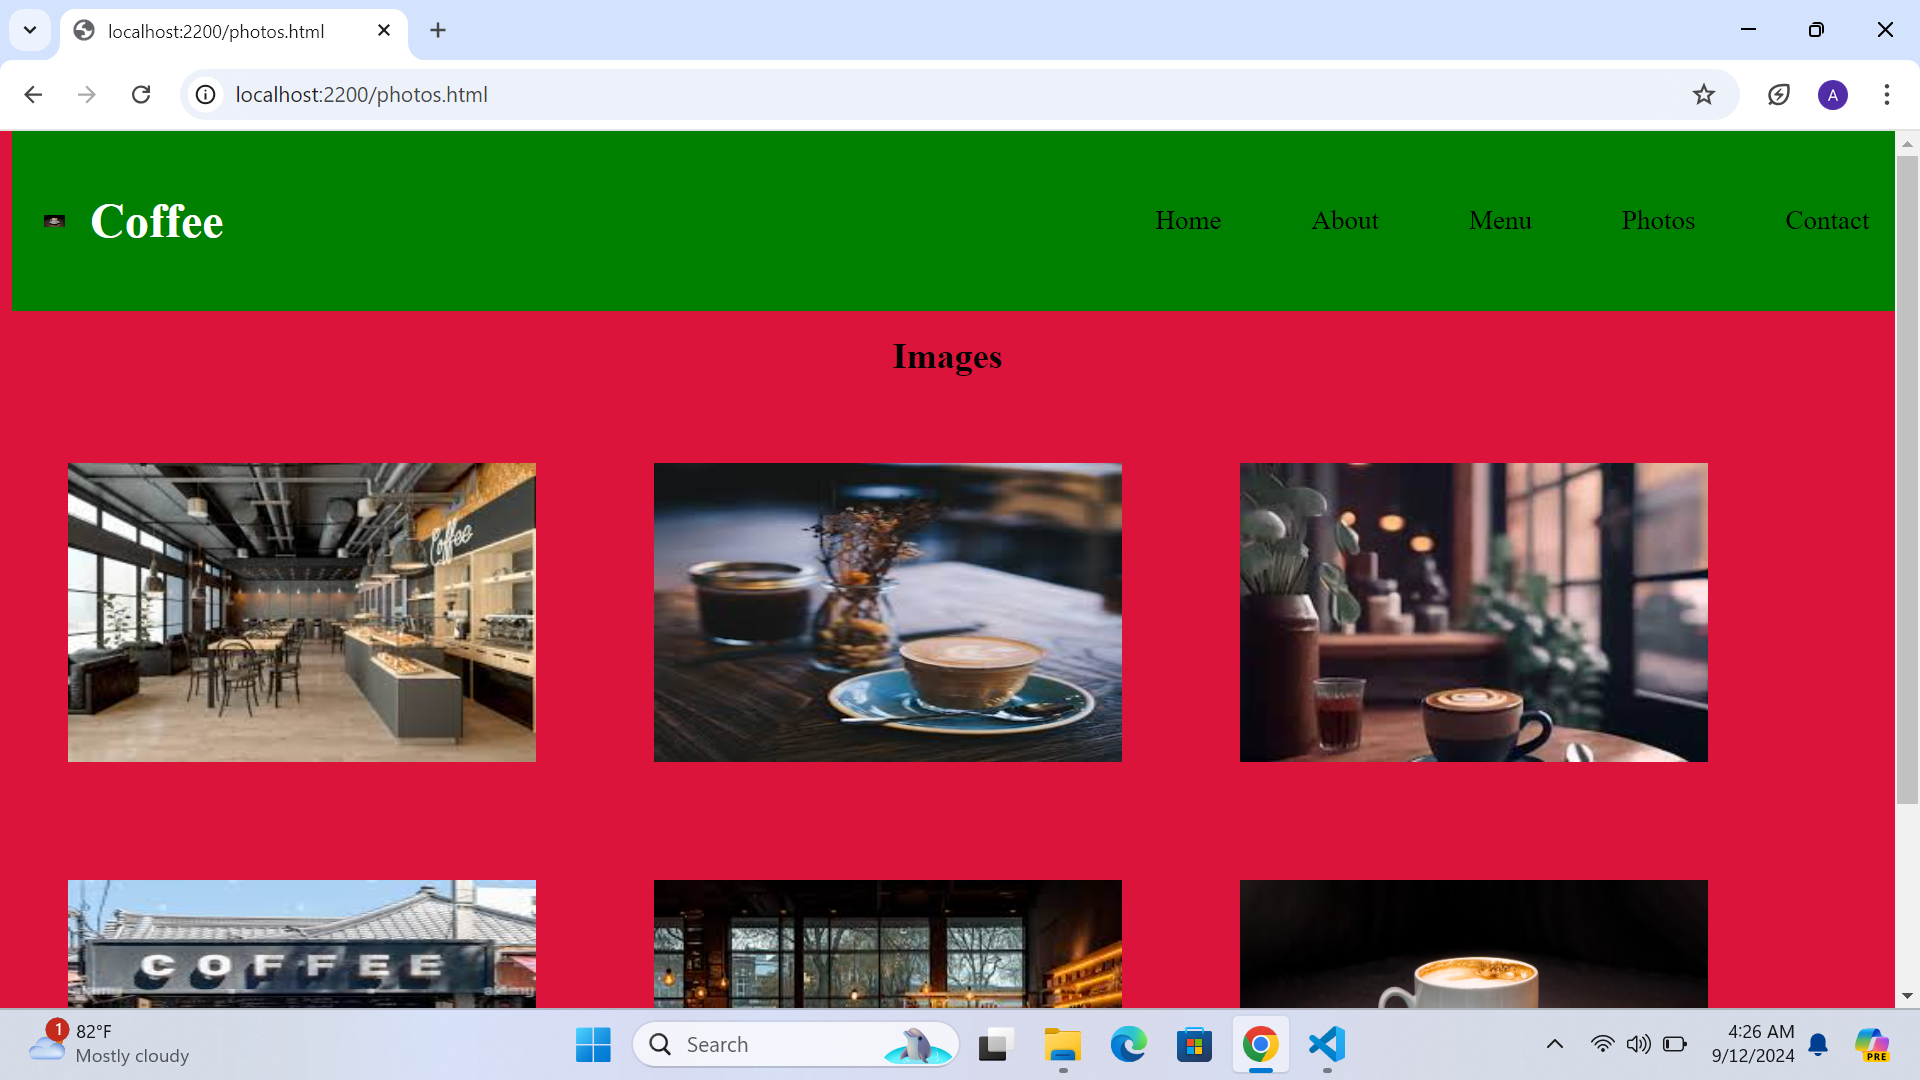 localhost:2200/photos.html
localhost:2200/photos.html
A
Coffee
Home About Menu Photos Contact
Images
Coffee
COFFEE
1
82°F
Mostly cloudy
Search
4:26 AM
9/12/2024
PRE